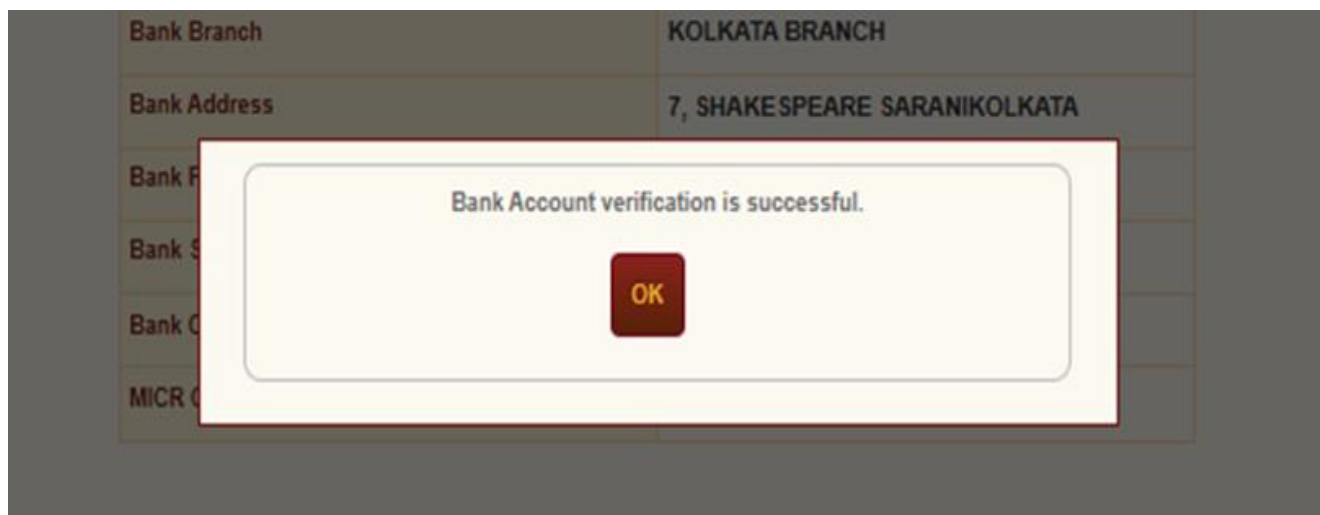 Bank Branch KOLKATA BRANCH
Bank Address 7, SHAKESPEARE SARANIKOLKATA
Bank
Bank Account verification is successful.
Bank
OK
Bank
MICR